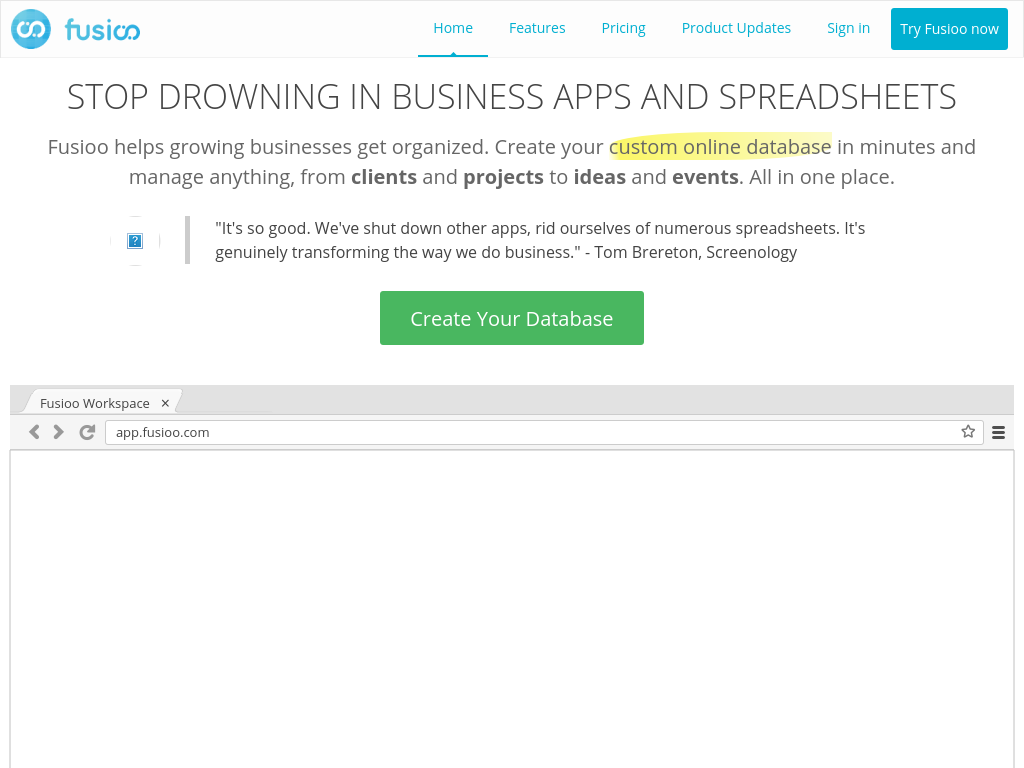 fusioo
Home
Features
Pricing
Product Updates
Sign in
Try Fusioo now
STOP DROWNING IN BUSINESS APPS AND SPREADSHEETS
Fusioo helps growing businesses get organized. Create your custom online database in minutes and
manage anything, from clients and projects to ideas and events. All in one place.
"It's so good. We've shut down other apps, rid ourselves of numerous spreadsheets. It's
genuinely transforming the way we do business." - Tom Brereton, Screenology
Create Your Database
Fusioo Workspace
app.fusioo.com